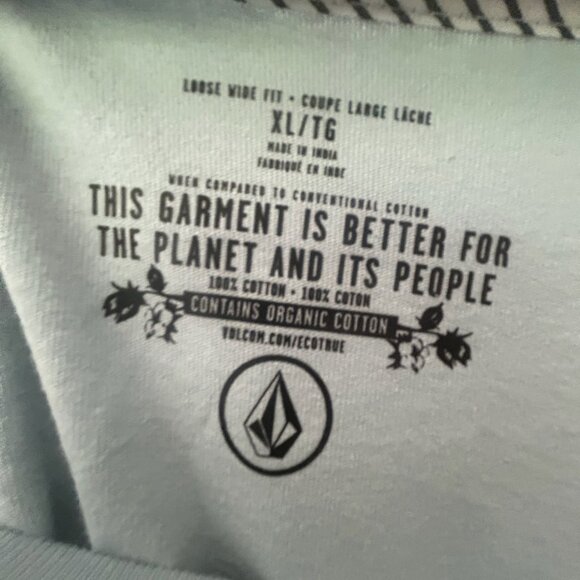 LOOSE WIDE FIT • COUPE LARGE LÂCHE
XL/TG
MADE IN INDIA
FABRIQUÉ EN INDE
WHEN COMPARED TO CONVENTIONAL COTTON
THIS GARMENT IS BETTER FOR
THE PLANET AND ITS PEOPLE
100% COTTON • 100% COTON
CONTAINS ORGANIC COTTON
VOLCOM.COM/ECOTRUE